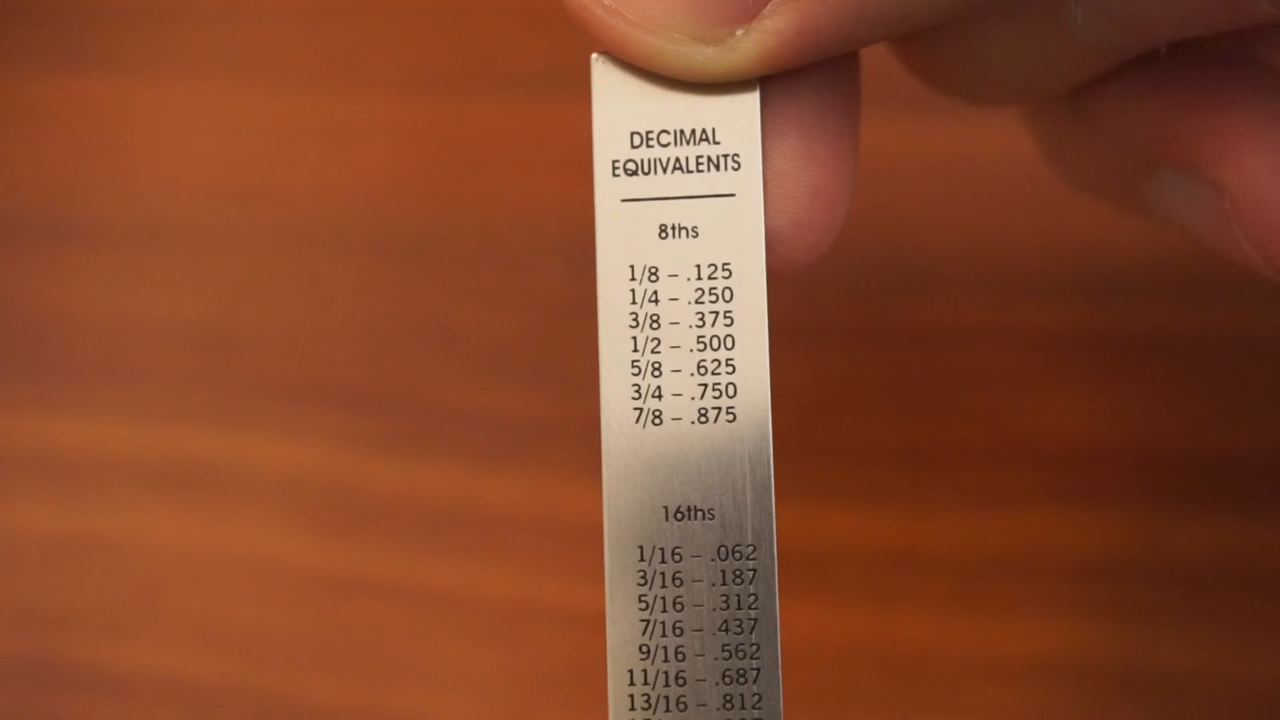 DECIMAL
EQUIVALENTS
8ths
1/8 – .125
1/4 – .250
3/8 – .375
1/2 – .500
5/8 – .625
3/4 – .750
7/8 – .875
16ths
1/16 – .062
3/16 – .187
5/16 – .312
7/16 – .437
9/16 – .562
11/16 – .687
13/16 – .812